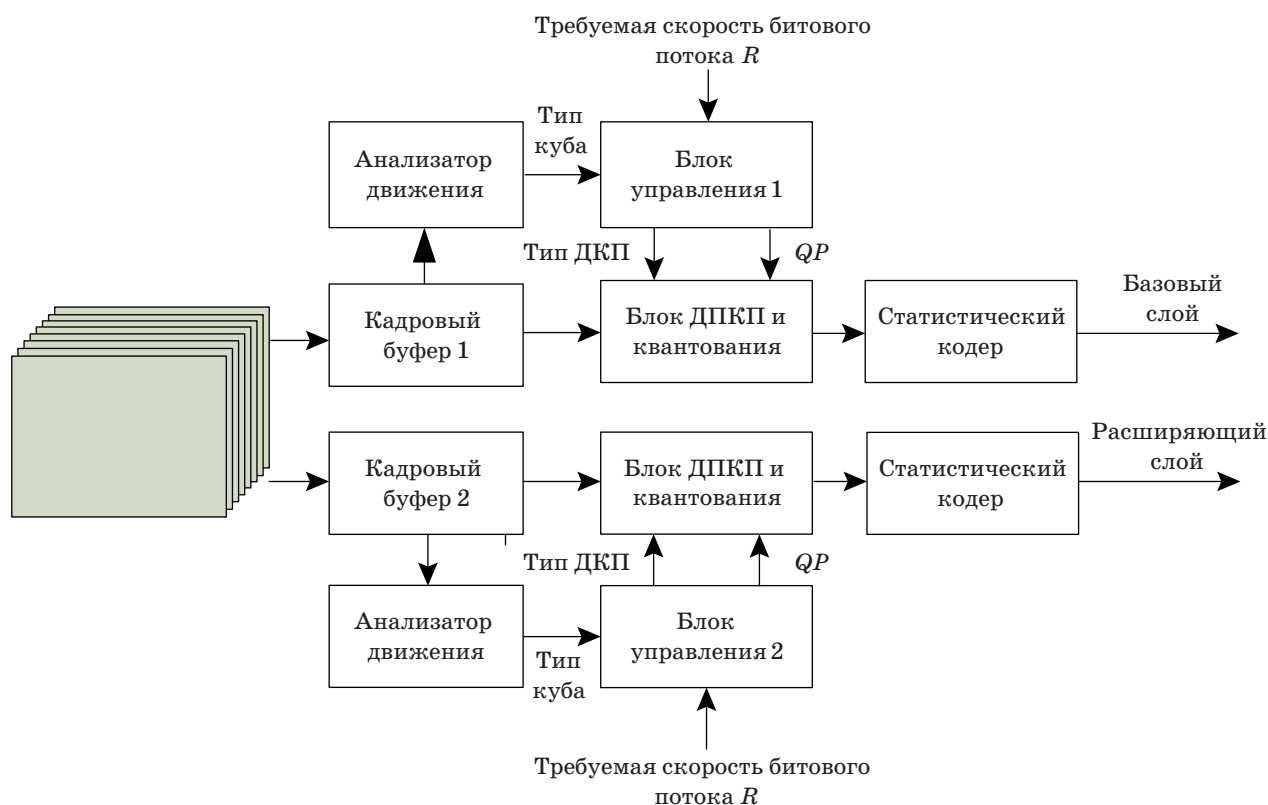 Требуемая скорость битового
потока R
Тип
куба
Анализатор
движения
Блок
управления 1
Тип ДКП
QP
Базовый
слой
Кадровый
буфер 1
Блок ДПКП и
квантования
Статистический
кодер
Расширяющий
слой
Кадровый
буфер 2
Блок ДПКП и
квантования
Статистический
кодер
Тип ДКП
QP
Анализатор
движения
Тип
куба
Блок
управления 2
Требуемая скорость битового
потока R